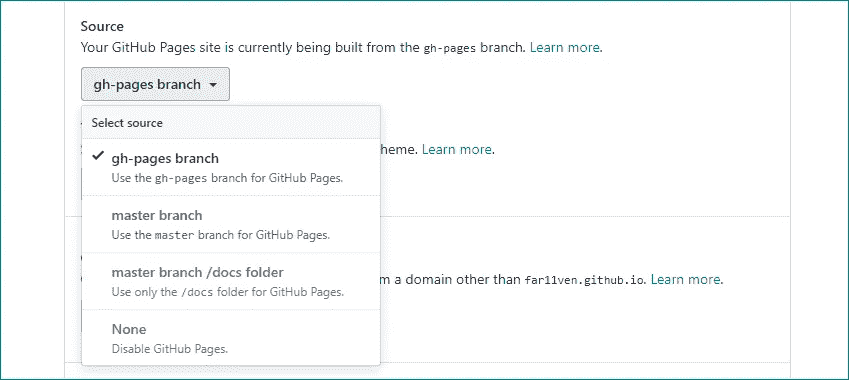 Source
Your GitHub Pages site is currently being built from the gh-pages branch. Learn more.
gh-pages branch
Select source
heme. Learn more.
gh-pages branch
Use the gh-pages branch for GitHub Pages.
master branch
Use the master branch for GitHub Pages.
master branch /docs folder
m a domain other than far11ven.github.io. Learn more.
Use only the /docs folder for GitHub Pages.
None
Disable GitHub Pages.